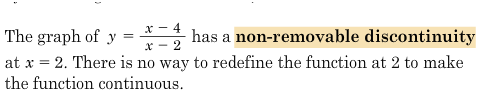 The graph of y = \frac{x - 4}{x - 2} has a non-removable discontinuity
at x = 2. There is no way to redefine the function at 2 to make
the function continuous.